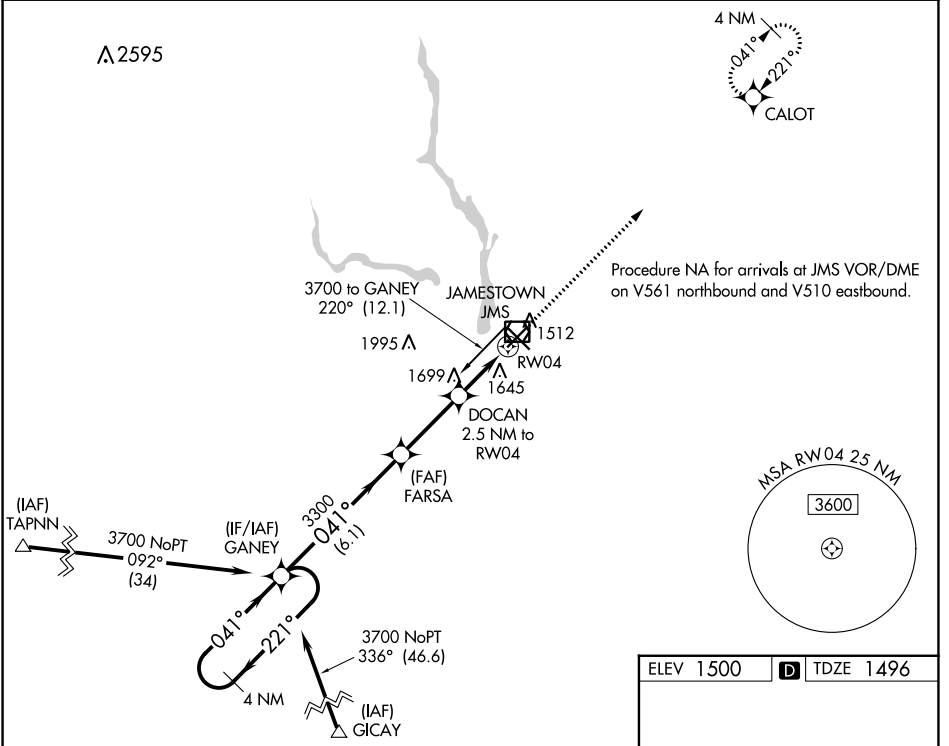 2595
4 NM
041°
221°
CALOT
Procedure NA for arrivals at JMS VOR/DME
on V561 northbound and V510 eastbound.
3700 to GANEY
220° (12.1)
JAMESTOWN
JMS
1512
1995
RW04
1699
1645
DOCAN
2.5 NM to
RW04
(FAF)
FARSA
MSA RW04 25 NM
3600
(IAF)
TAPNN
3700 NoPT
092°
(34)
(IF/IAF)
GANEY
3300
041°
(6.1)
041°
221°
4 NM
3700 NoPT
336° (46.6)
(IAF)
GICAY
ELEV 1500 D TDZE 1496